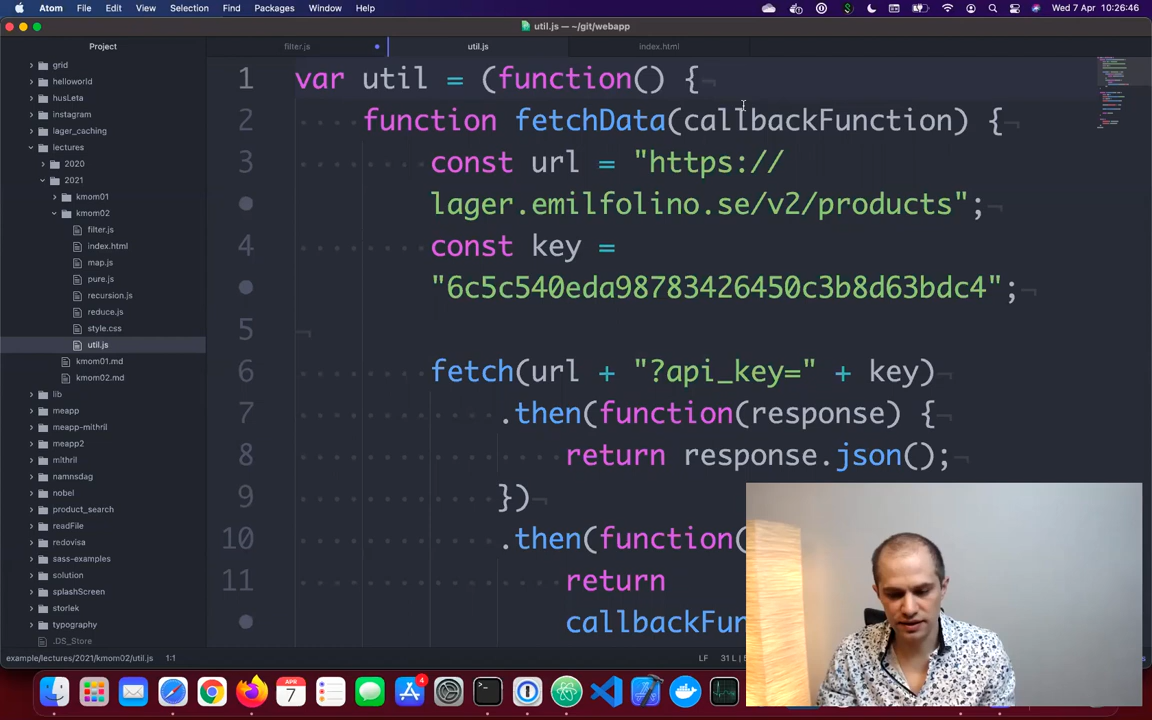 Atom File Edit View Selection Find Packages Window Help Wed 7 Apr 10:26:46
util.js — ~/git/webapp
Project
filter.js util.js index.html
grid
helloworld
husLeta
instagram
lager_caching
lectures
2020
2021
kmom01
kmom02
filter.js
index.html
map.js
pure.js
recursion.js
reduce.js
style.css
util.js
kmom01.md
kmom02.md
lib
meapp
meapp-mithril
meapp2
mithril
namnsdag
nobel
product_search
readFile
redovisa
sass-examples
solution
splashScreen
storlek
typography
.DS_Store
1 var util = (function() {¬
2 function fetchData(callbackFunction) {¬
3 const url = "https://
• lager.emilfolino.se/v2/products";¬
4 const key =
• "6c5c540eda98783426450c3b8d63bdc4";¬
5 ¬
6 fetch(url + "?api_key=" + key)¬
7 .then(function(response) {¬
8 return response.json();¬
9 })¬
10 .then(function(
11 return
• callbackFun
example/lectures/2021/kmom02/util.js 1:1 LF 31 L
APR
7
4